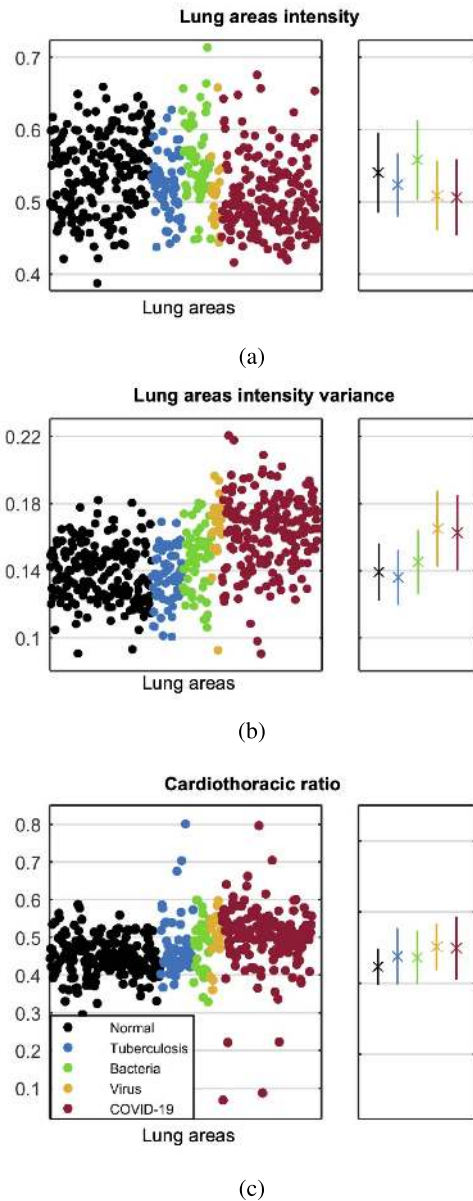 Lung areas intensity
0.7
0.6
0.5
0.4
Lung areas
(a)
Lung areas intensity variance
0.22
0.18
0.14
0.1
Lung areas
(b)
Cardiothoracic ratio
0.8
0.7
0.6
0.5
0.4
0.3
0.2
0.1
Normal
Tuberculosis
Bacteria
Virus
COVID-19
Lung areas
(c)